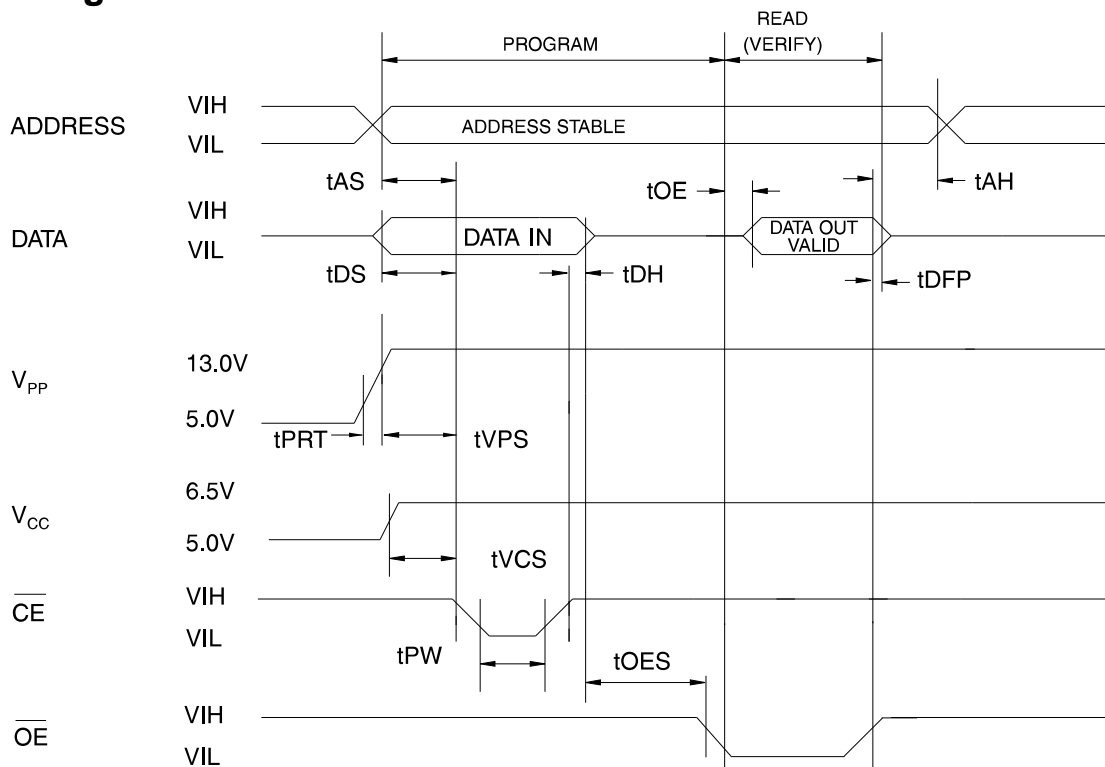 READ
PROGRAM (VERIFY)
VIH
ADDRESS ADDRESS STABLE
VIL
tAS tOE tAH
VIH
DATA DATA IN DATA OUT VALID
VIL
tDS tDH tDFP
13.0V
VPP
5.0V
tPRT tVPS
6.5V
VCC
5.0V
tVCS
VIH
CE
VIL
tPW tOES
VIH
OE
VIL